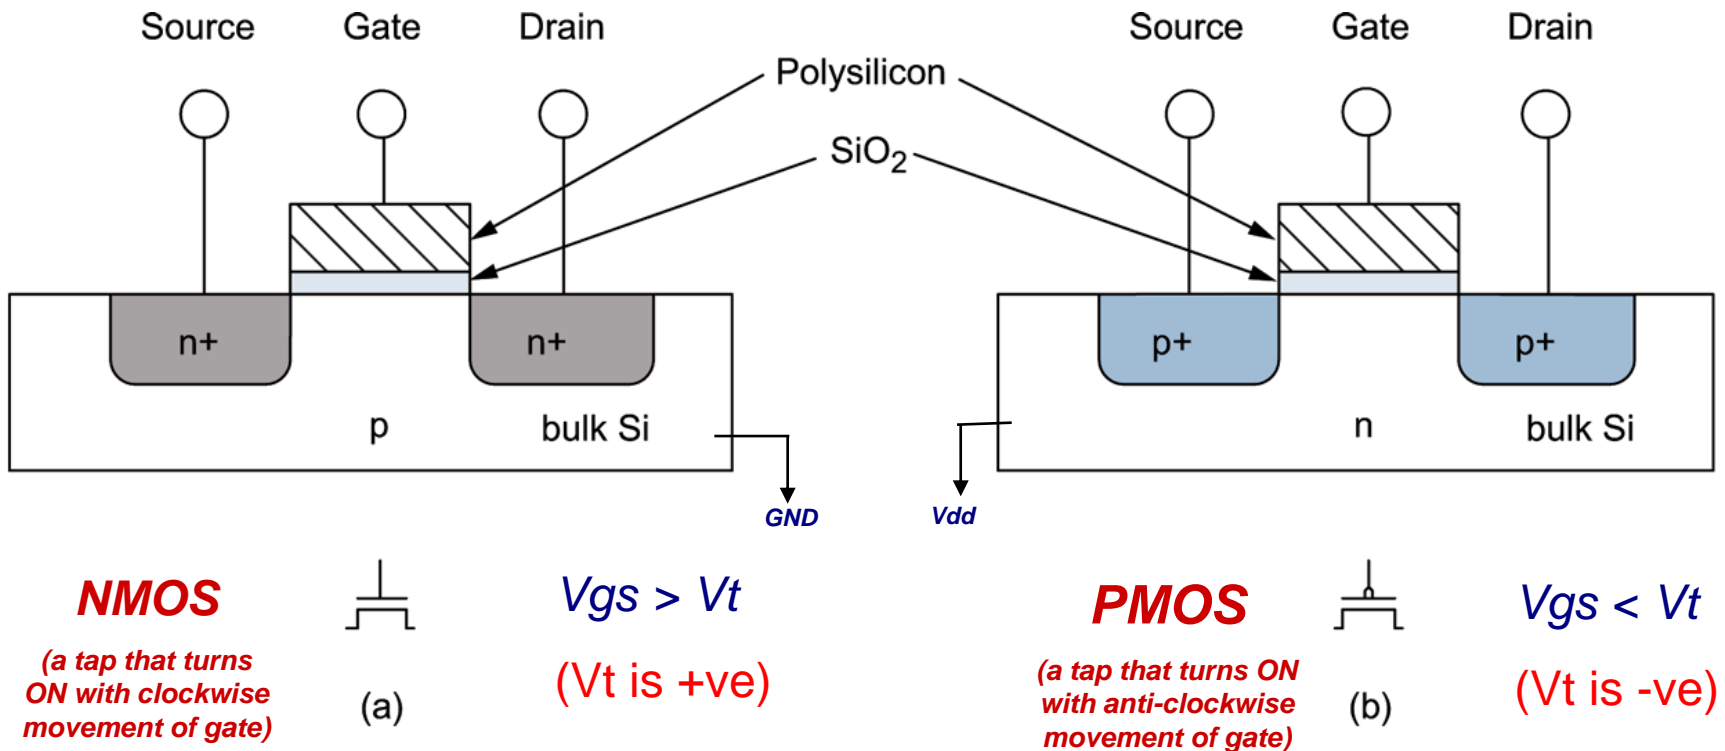 Source Gate Drain
Source Gate Drain
Polysilicon
SiO2
n+ n+
p bulk Si
GND
p+ p+
n bulk Si
Vdd
NMOS
(a tap that turns
ON with clockwise
movement of gate)
(a)
Vgs > Vt
(Vt is +ve)
PMOS
(a tap that turns ON
with anti-clockwise
movement of gate)
(b)
Vgs < Vt
(Vt is -ve)